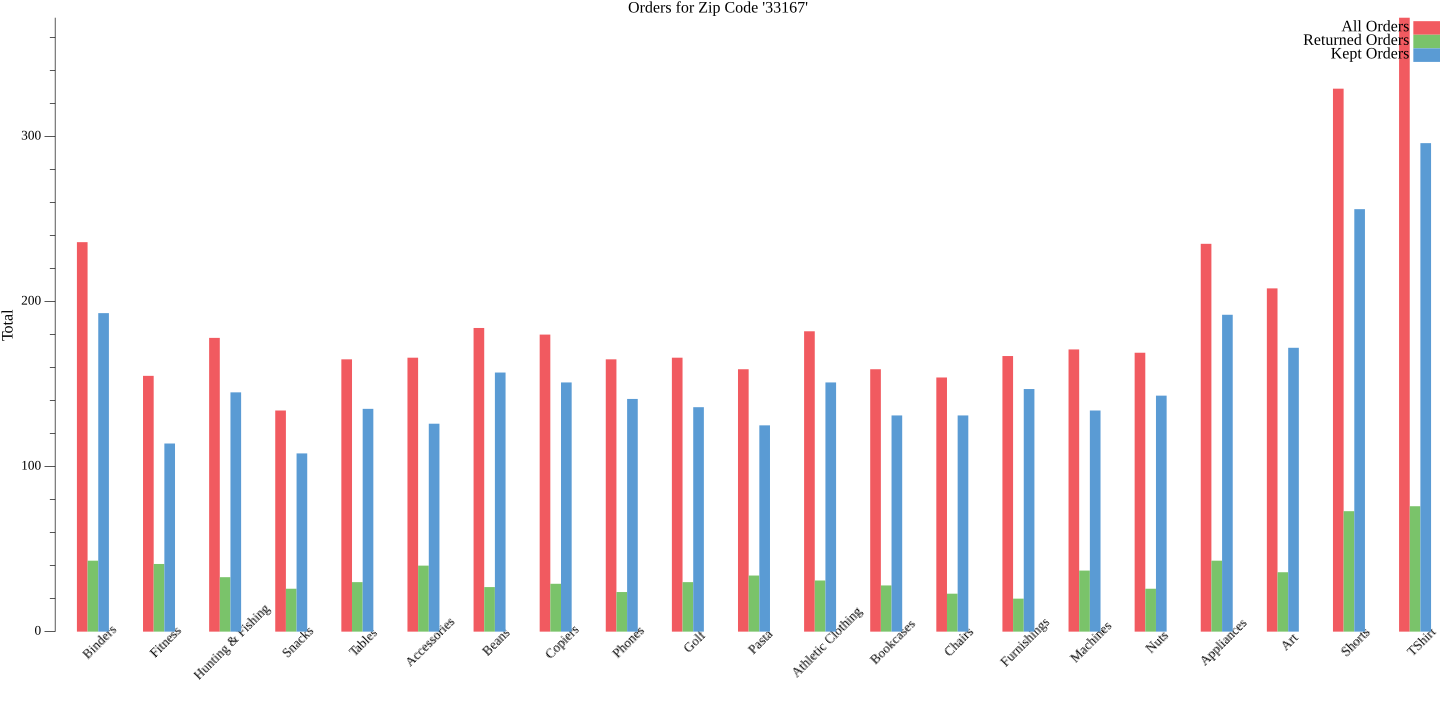 Orders for Zip Code '33167'
All Orders
Returned Orders
Kept Orders
Total
300
200
100
0
Binders
Fitness
Hunting & Fishing
Snacks
Tables
Accessories
Beans
Copiers
Phones
Golf
Pasta
Athletic Clothing
Bookcases
Chairs
Furnishings
Machines
Nuts
Appliances
Art
Shorts
TShirt